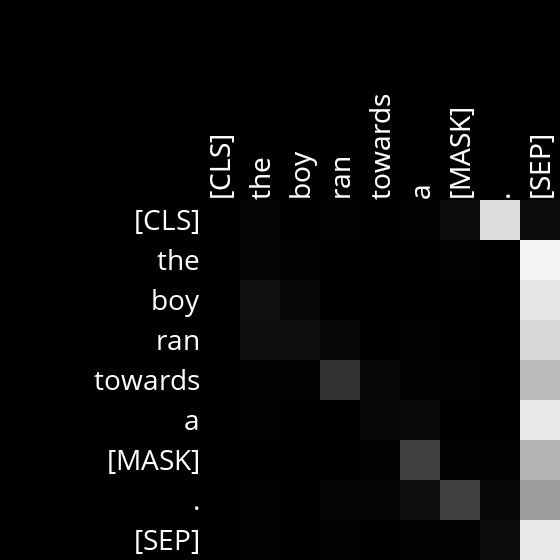 [CLS] the boy ran towards a [MASK] . [SEP]
[CLS]
the
boy
ran
towards
a
[MASK]
.
[SEP]